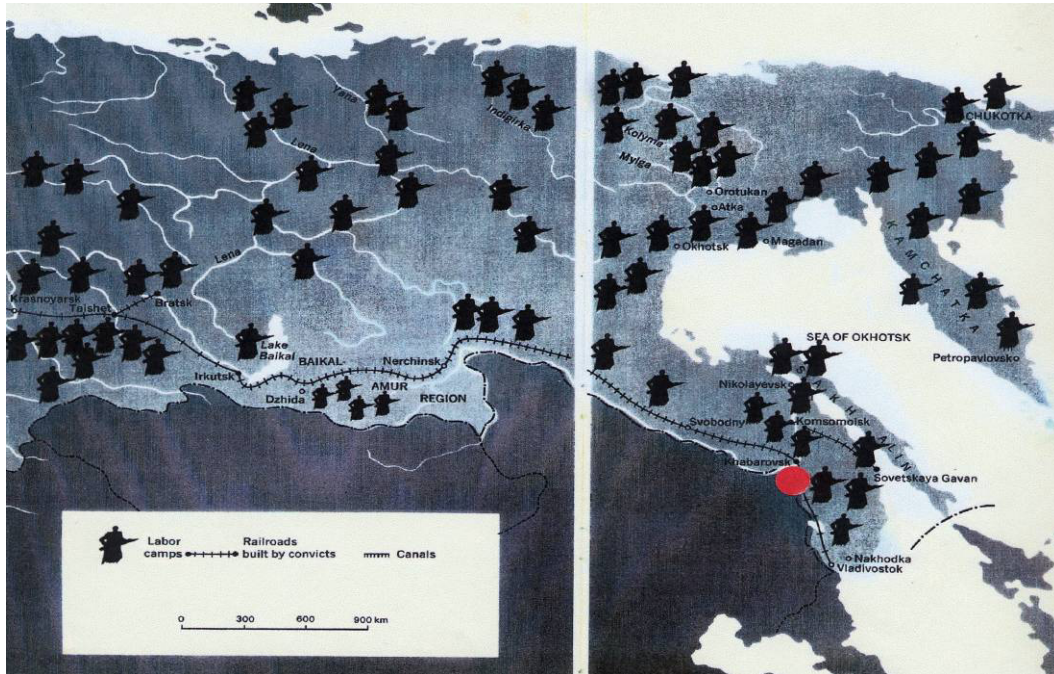 Yana
Indigirka
Lena
Kolyma
Mylga
CHUKOTKA
Orotukan
Atka
Okhotsk
Magadan
KAMCHATKA
Lena
Krasnoyarsk
Taishet
Bratsk
Lake
Baikal
BAIKAL-
Nerchinsk
Irkutsk
AMUR
Dzhida
REGION
SEA OF OKHOTSK
Petropavlovsko
Nikolayevsko
SAKHALIN
Svobodny
Komsomolsk
Khabarovsk
Sovetskaya Gavan
Nakhodka
Vladivostok
Labor
camps
Railroads
built by convicts
Canals
0 300 600 900 km